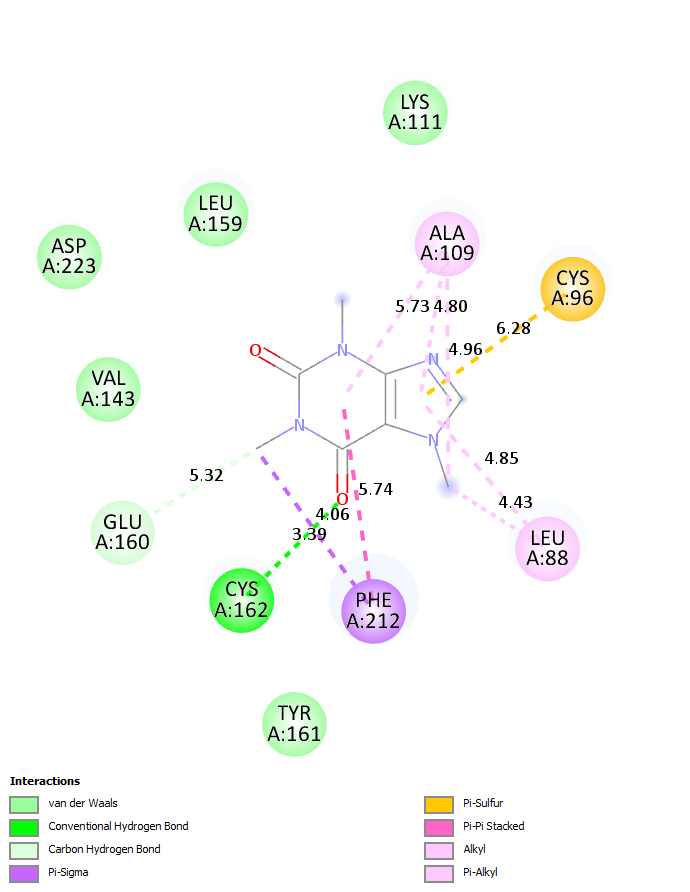 LYS
A:111
LEU
A:159
ALA
A:109
ASP
A:223
CYS
A:96
5.73
4.80
6.28
O
N
4.96
N
VAL
A:143
N
N
4.85
5.32
5.74
O
4.43
4.06
3.39
GLU
A:160
LEU
A:88
CYS
A:162
PHE
A:212
TYR
A:161
Interactions
van der Waals
Conventional Hydrogen Bond
Carbon Hydrogen Bond
Pi-Sigma
Pi-Sulfur
Pi-Pi Stacked
Alkyl
Pi-Alkyl